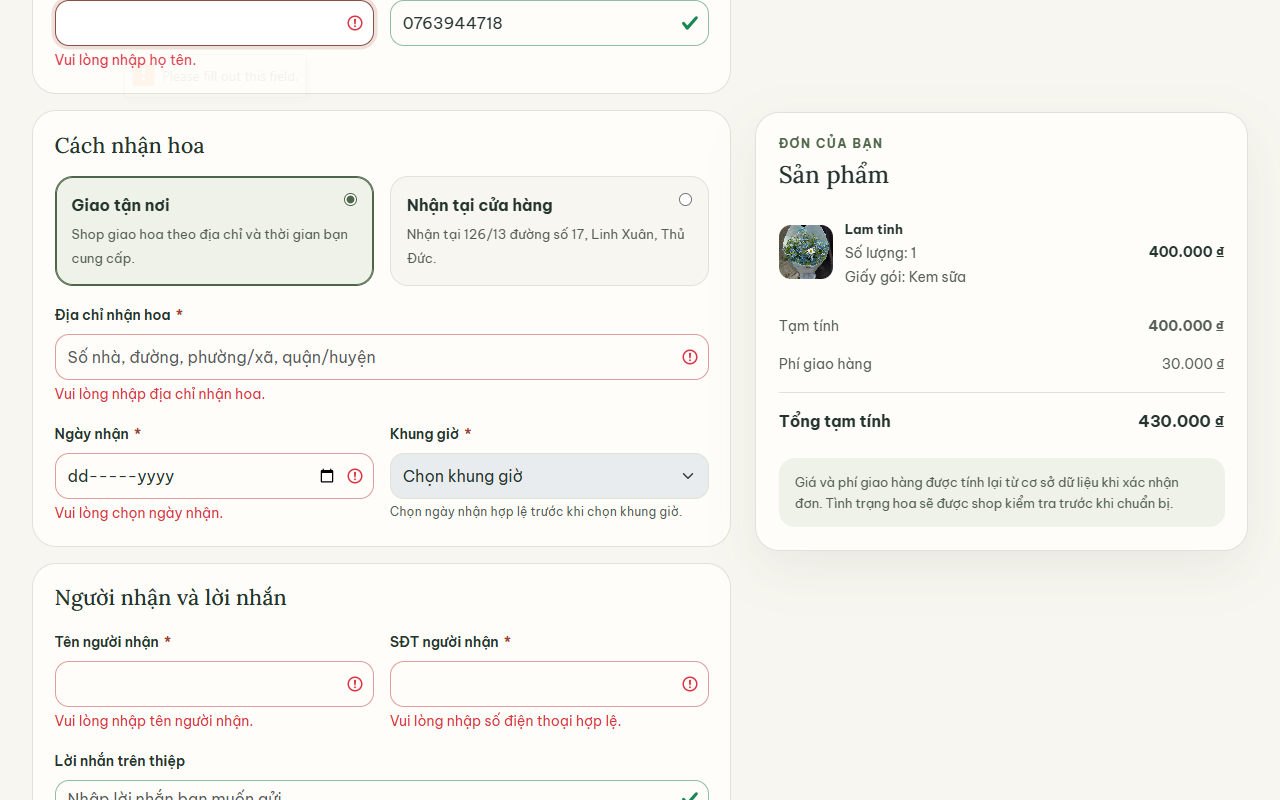 0763944718
Vui lòng nhập họ tên.
Please fill out this field.
Cách nhận hoa
Giao tận nơi
Shop giao hoa theo địa chỉ và thời gian bạn
cung cấp.
Nhận tại cửa hàng
Nhận tại 126/13 đường số 17, Linh Xuân, Thủ
Đức.
Địa chỉ nhận hoa *
Số nhà, đường, phường/xã, quận/huyện
Vui lòng nhập địa chỉ nhận hoa.
Ngày nhận *
dd-----yyyy
Vui lòng chọn ngày nhận.
Khung giờ *
Chọn khung giờ
Chọn ngày nhận hợp lệ trước khi chọn khung giờ.
Người nhận và lời nhắn
Tên người nhận *
Vui lòng nhập tên người nhận.
SĐT người nhận *
Vui lòng nhập số điện thoại hợp lệ.
Lời nhắn trên thiệp
Nhập lời nhắn bạn muốn gửi
ĐƠN CỦA BẠN
Sản phẩm
Lam tinh
Số lượng: 1
Giấy gói: Kem sữa
400.000 ₫
Tạm tính 400.000 ₫
Phí giao hàng 30.000 ₫
Tổng tạm tính 430.000 ₫
Giá và phí giao hàng được tính lại từ cơ sở dữ liệu khi xác nhận
đơn. Tình trạng hoa sẽ được shop kiểm tra trước khi chuẩn bị.